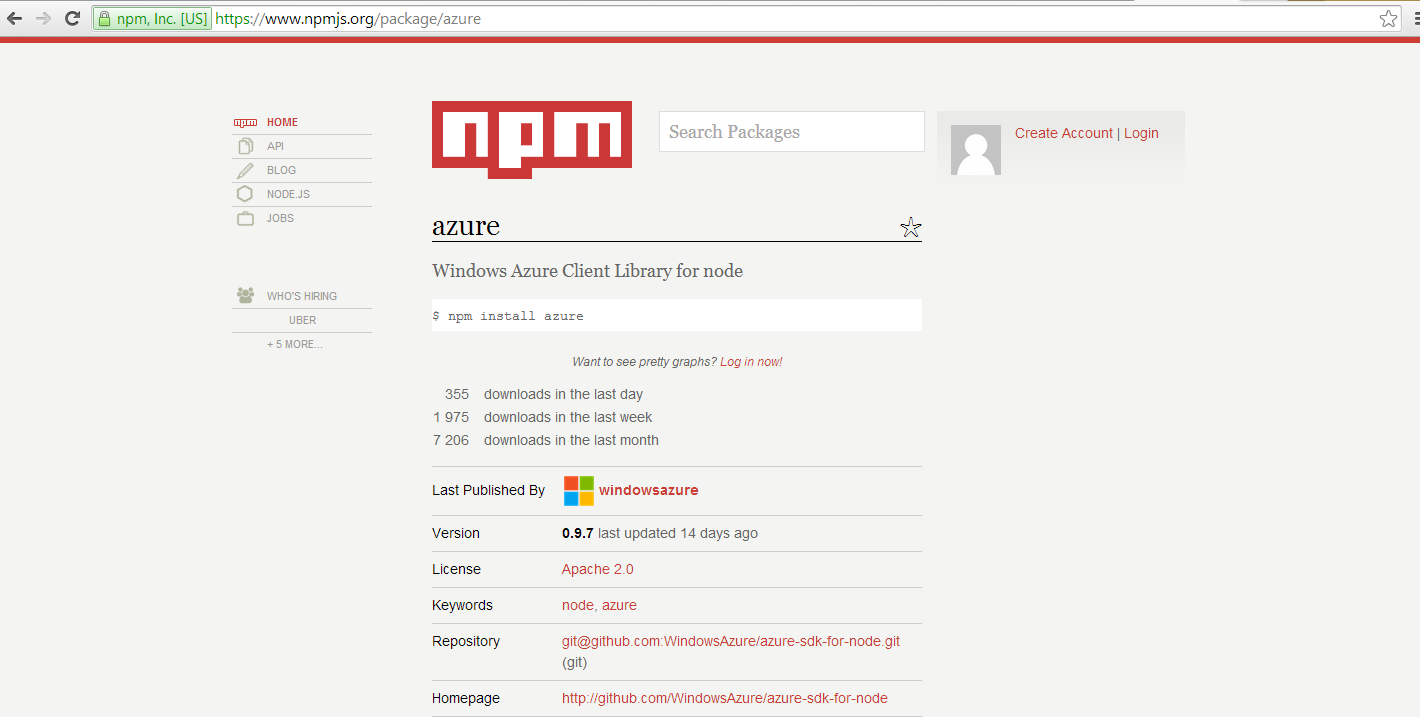 npm, Inc. [US] https://www.npmjs.org/package/azure
npm HOME
API
BLOG
NODE.JS
JOBS
WHO'S HIRING
UBER
+ 5 MORE...
npm
Search Packages
Create Account | Login
azure
Windows Azure Client Library for node
$ npm install azure
Want to see pretty graphs? Log in now!
355 downloads in the last day
1 975 downloads in the last week
7 206 downloads in the last month
Last Published By windowsazure
Version 0.9.7 last updated 14 days ago
License Apache 2.0
Keywords node, azure
Repository git@github.com:WindowsAzure/azure-sdk-for-node.git
(git)
Homepage http://github.com/WindowsAzure/azure-sdk-for-node